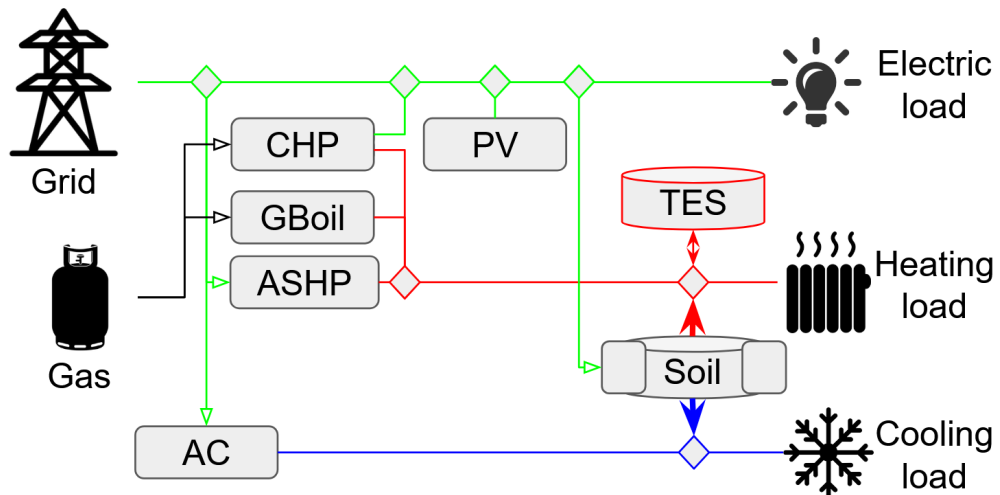 Grid
Gas
CHP
GBoil
ASHP
AC
PV
TES
Soil
Electric
load
Heating
load
Cooling
load